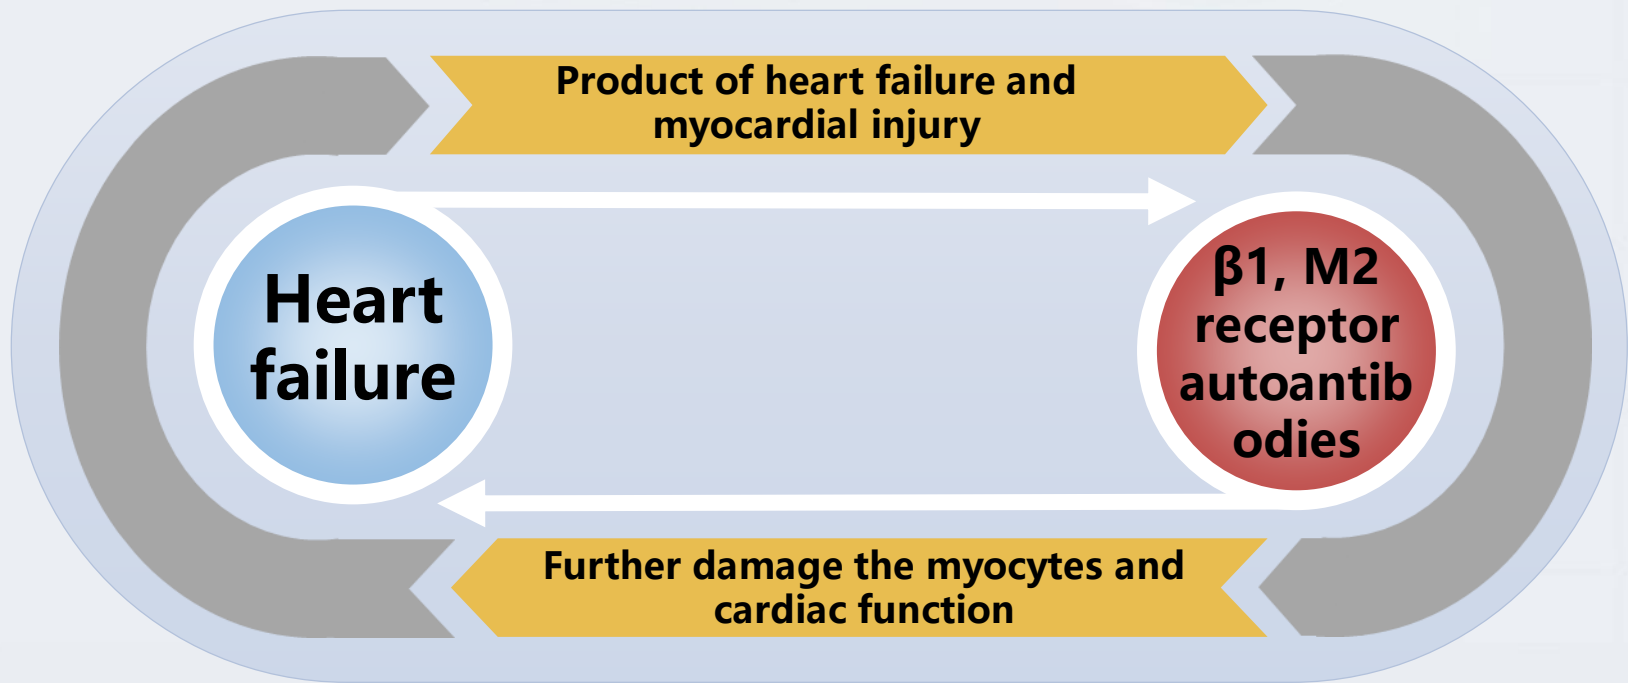 Product of heart failure and
myocardial injury
Heart
failure
β1, M2
receptor
autoantib
odies
Further damage the myocytes and
cardiac function